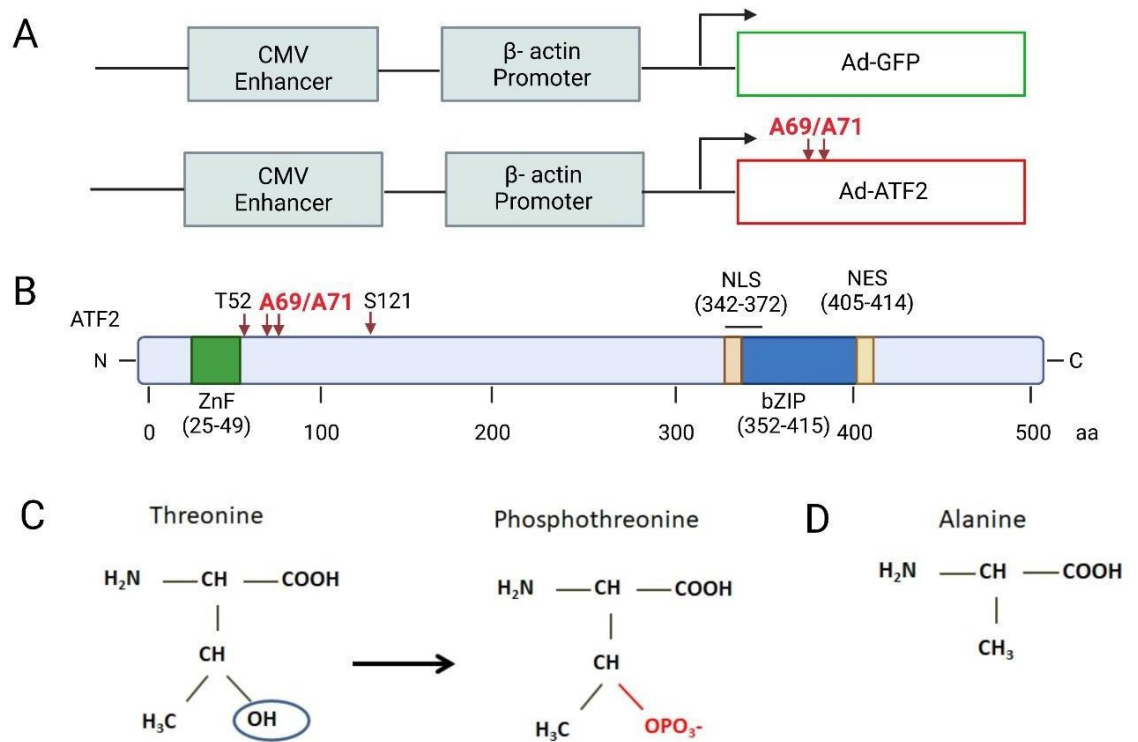 A
CMV
Enhancer
β- actin
Promoter
Ad-GFP
A69/A71
CMV
Enhancer
β- actin
Promoter
Ad-ATF2
B
ATF2
T52
A69/A71
S121
NLS
(342-372)
NES
(405-414)
N
C
ZnF
(25-49)
bZIP
(352-415)
0
100
200
300
400
500
aa
C
Threonine
H₂N
CH
COOH
CH
H₃C
OH
Phosphothreonine
H₂N
CH
COOH
CH
H₃C
OPO₃-
D
Alanine
H₂N
CH
COOH
CH₃